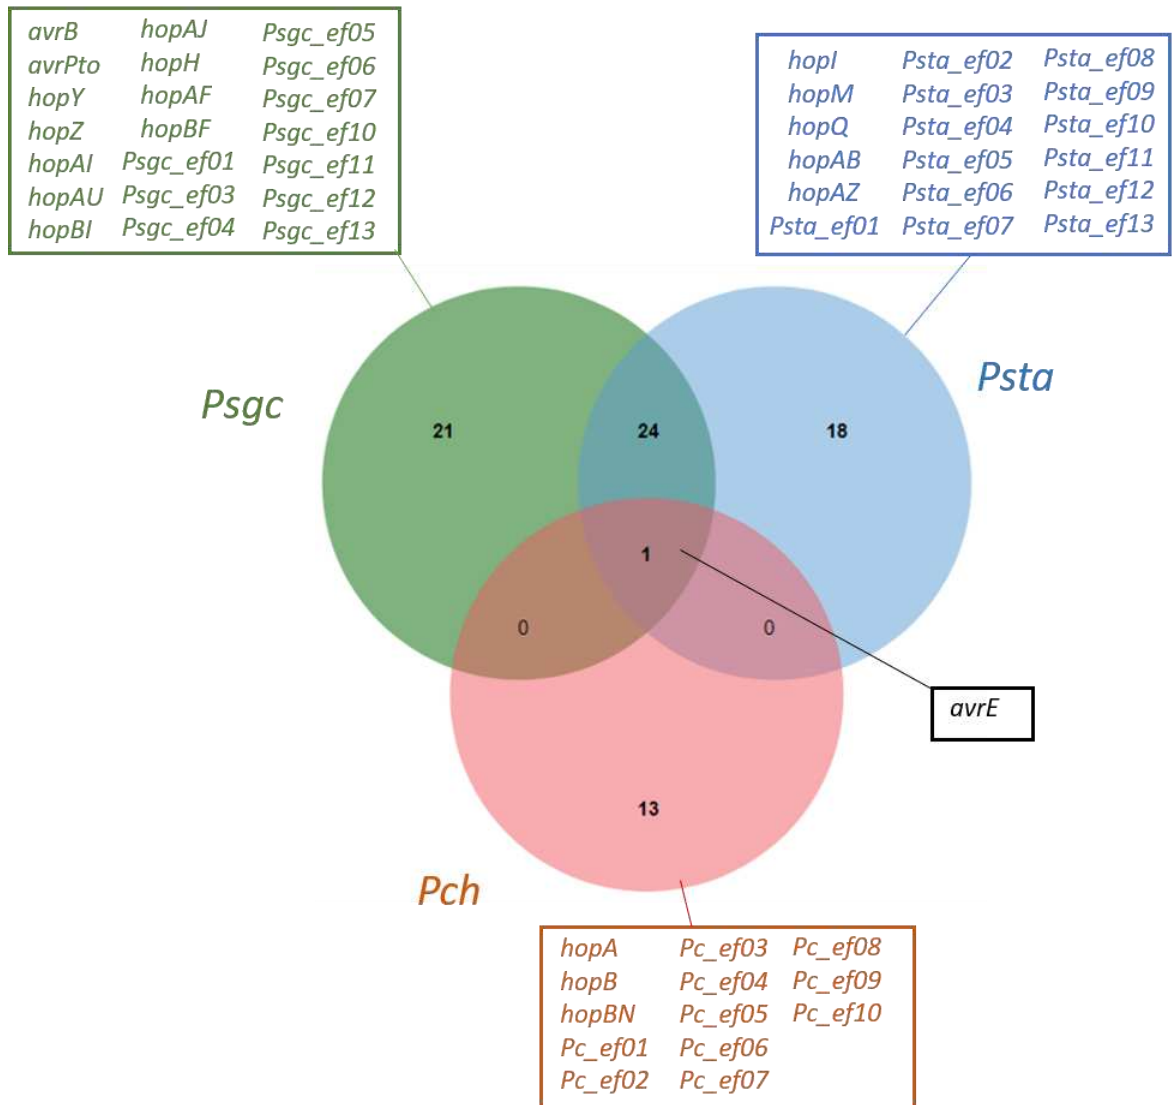 avrB hopAJ Psgc_ef05
avrPto hopH Psgc_ef06
hopY hopAF Psgc_ef07
hopZ hopBF Psgc_ef10
hopAI Psgc_ef01 Psgc_ef11
hopAU Psgc_ef03 Psgc_ef12
hopBI Psgc_ef04 Psgc_ef13
hopI Psta_ef02 Psta_ef08
hopM Psta_ef03 Psta_ef09
hopQ Psta_ef04 Psta_ef10
hopAB Psta_ef05 Psta_ef11
hopAZ Psta_ef06 Psta_ef12
Psta_ef01 Psta_ef07 Psta_ef13
Psgc
Psta
21 24 18
1
0 0
avrE
13
Pch
hopA Pc_ef03 Pc_ef08
hopB Pc_ef04 Pc_ef09
hopBN Pc_ef05 Pc_ef10
Pc_ef01 Pc_ef06
Pc_ef02 Pc_ef07